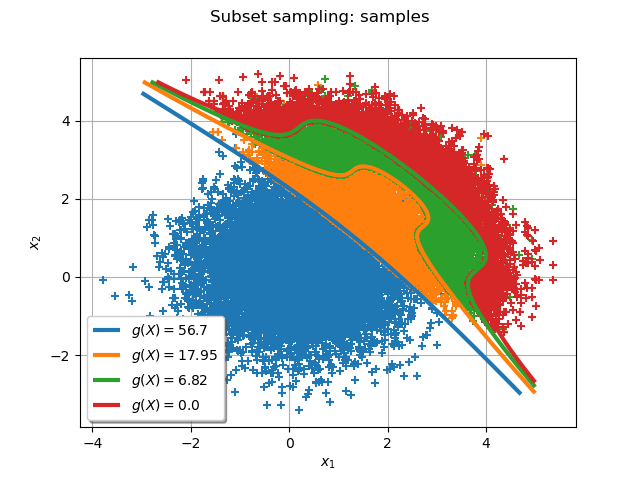 Subset sampling: samples
x₂
4
2
0
−2
g(X) = 56.7
g(X) = 17.95
g(X) = 6.82
g(X) = 0.0
−4 −2 0 2 4
x₁